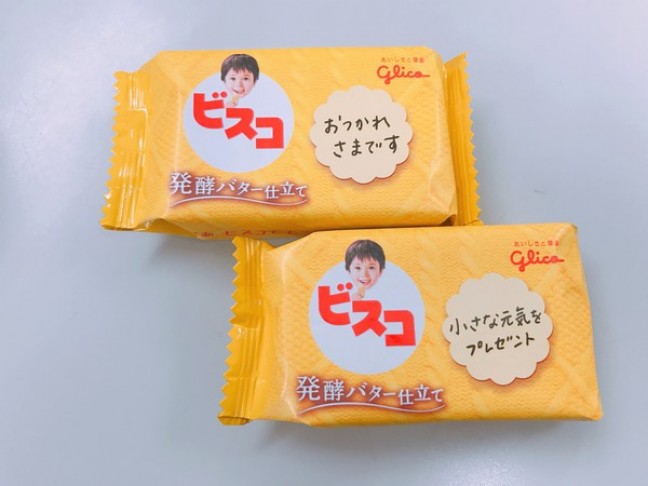 おいしさと健康
Glico
ビスコ
おつかれ
さまです
発酵バター仕立て
おいしさと健康
Glico
ビスコ
小さな元気を
プレゼント
発酵バター仕立て